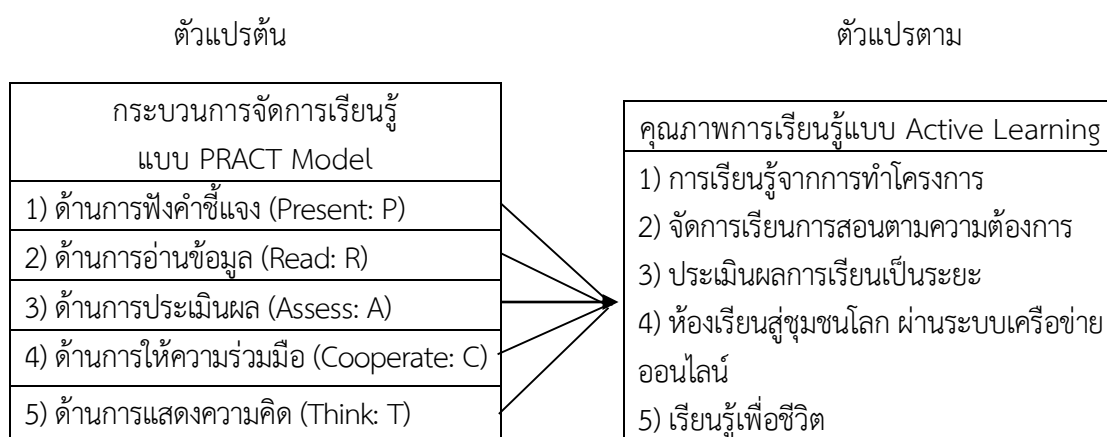 ตัวแปรต้น
ตัวแปรตาม
กระบวนการจัดการเรียนรู้
แบบ PRACT Model
1) ด้านการฟังคำชี้แจง (Present: P)
2) ด้านการอ่านข้อมูล (Read: R)
3) ด้านการประเมินผล (Assess: A)
4) ด้านการให้ความร่วมมือ (Cooperate: C)
5) ด้านการแสดงความคิด (Think: T)
คุณภาพการเรียนรู้แบบ Active Learning
1) การเรียนรู้จากการทำโครงการ
2) จัดการเรียนการสอนตามความต้องการ
3) ประเมินผลการเรียนเป็นระยะ
4) ห้องเรียนสู่ชุมชนโลก ผ่านระบบเครือข่าย
ออนไลน์
5) เรียนรู้เพื่อชีวิต